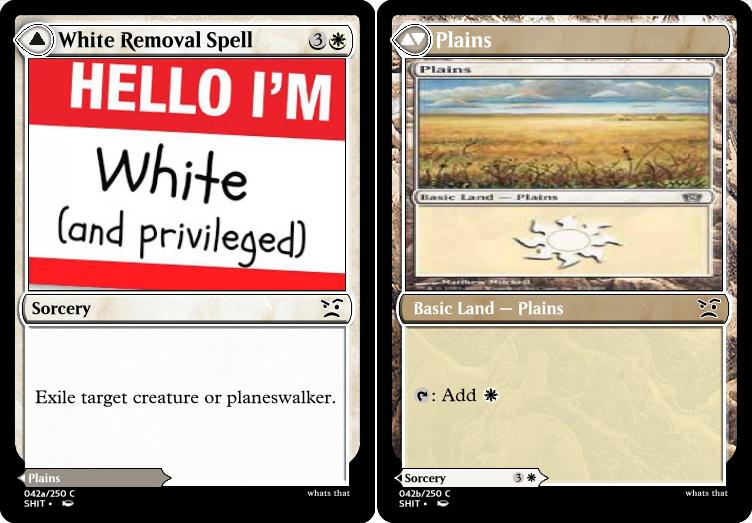 White Removal Spell 3
HELLO I'M
White
(and privileged)
Sorcery
Exile target creature or planeswalker.
Plains
042a/250 C
SHIT •
whats that
Plains
Plains
Basic Land — Plains
Matthew Mitchell
Basic Land — Plains
: Add
Sorcery 3
042b/250 C
SHIT •
whats that